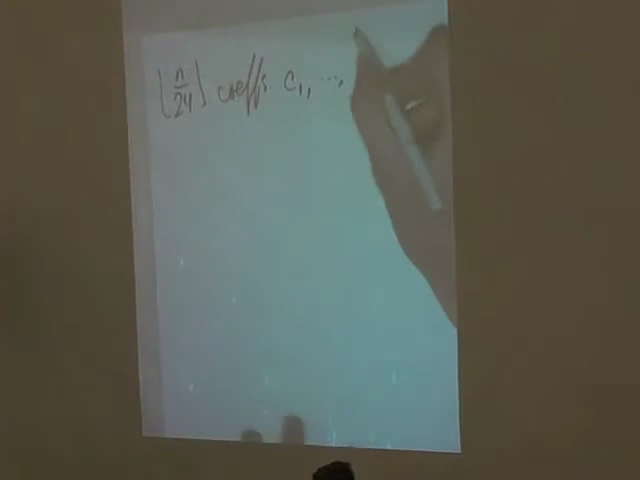 ⌊n/24⌋ coeffs c₁, ...,